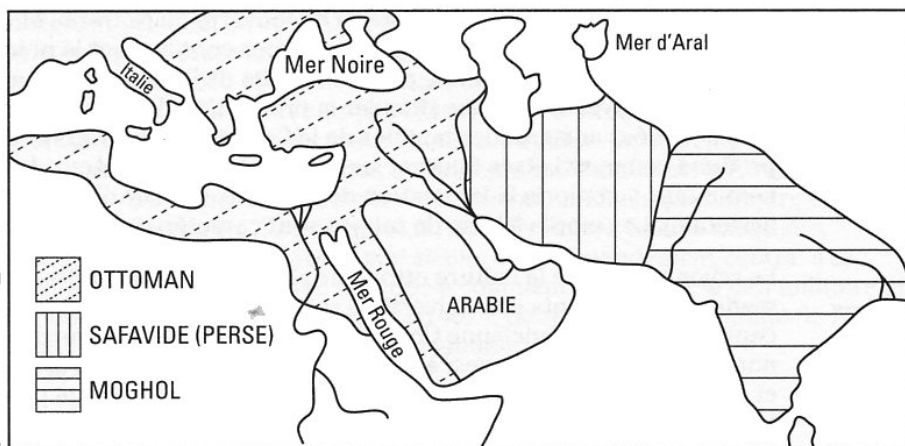 Italie
Mer Noire
Mer d'Aral
Mer Rouge
ARABIE
OTTOMAN
SAFAVIDE (PERSE)
MOGHOL